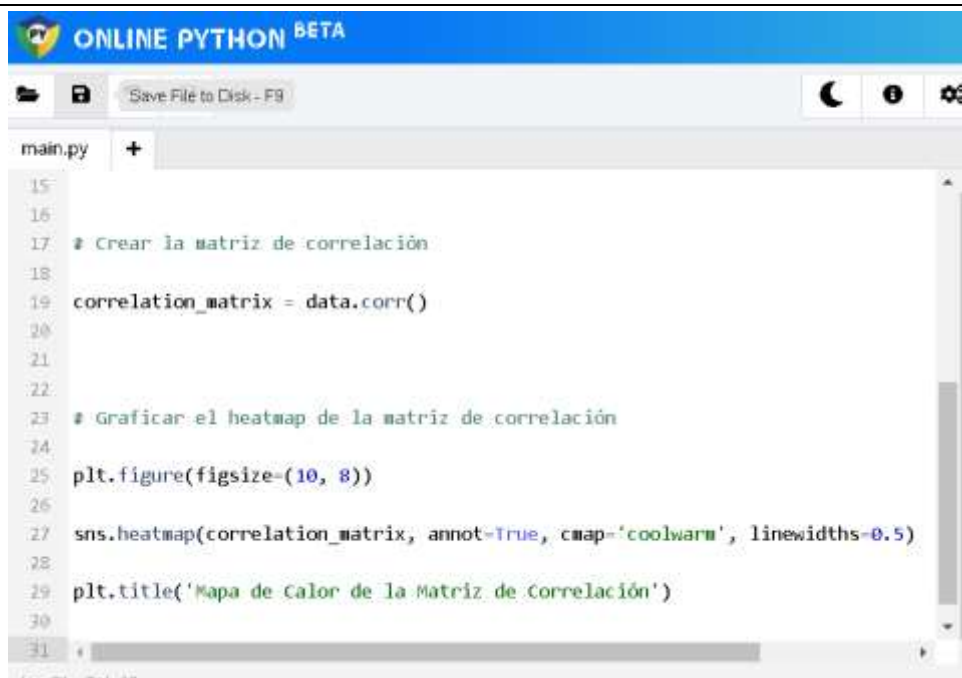 PY ONLINE PYTHON BETA
Save File to Disk - F9
main.py +
15
16
17 # Crear la matriz de correlación
18
19 correlation_matrix = data.corr()
20
21
22
23 # Graficar el heatmap de la matriz de correlación
24
25 plt.figure(figsize=(10, 8))
26
27 sns.heatmap(correlation_matrix, annot=True, cmap='coolwarm', linewidths=0.5)
28
29 plt.title('Mapa de Calor de la Matriz de Correlación')
30
31